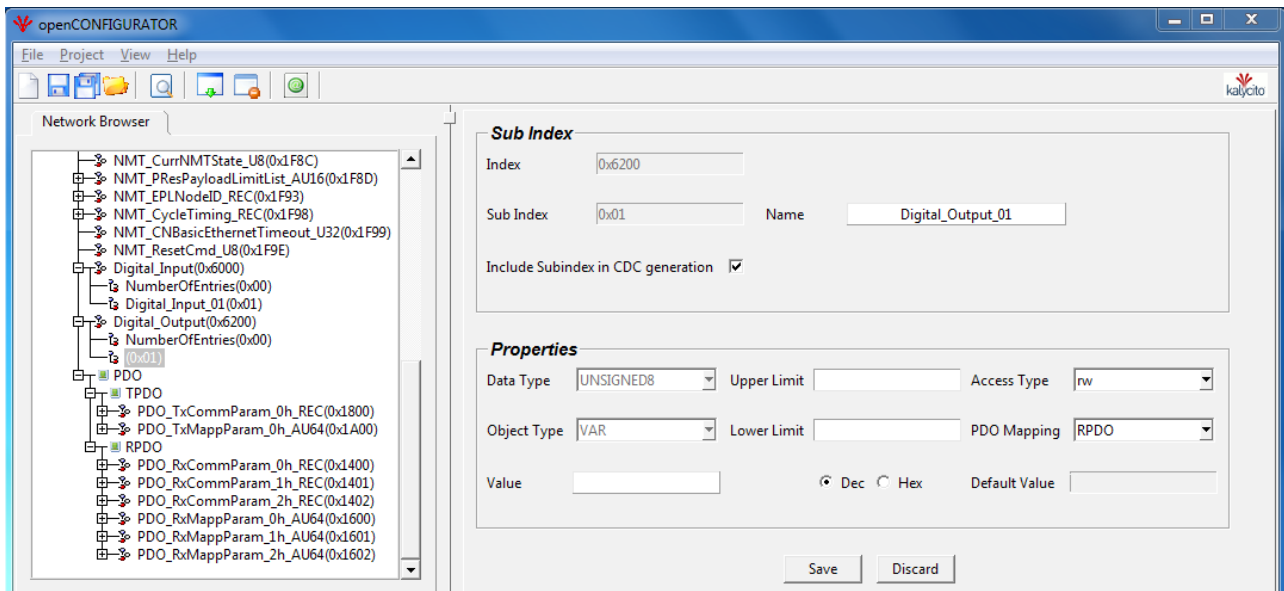 openCONFIGURATOR
File Project View Help
kalycito
Network Browser
NMT_CurrNMTState_U8(0x1F8C)
NMT_PResPayloadLimitList_AU16(0x1F8D)
NMT_EPLNodeID_REC(0x1F93)
NMT_CycleTiming_REC(0x1F98)
NMT_CNBasicEthernetTimeout_U32(0x1F99)
NMT_ResetCmd_U8(0x1F9E)
Digital_Input(0x6000)
NumberOfEntries(0x00)
Digital_Input_01(0x01)
Digital_Output(0x6200)
NumberOfEntries(0x00)
(0x01)
PDO
TPDO
PDO_TxCommParam_0h_REC(0x1800)
PDO_TxMappParam_0h_AU64(0x1A00)
RPDO
PDO_RxCommParam_0h_REC(0x1400)
PDO_RxCommParam_1h_REC(0x1401)
PDO_RxCommParam_2h_REC(0x1402)
PDO_RxMappParam_0h_AU64(0x1600)
PDO_RxMappParam_1h_AU64(0x1601)
PDO_RxMappParam_2h_AU64(0x1602)
Sub Index
Index 0x6200
Sub Index 0x01 Name Digital_Output_01
Include Subindex in CDC generation
Properties
Data Type UNSIGNED8 Upper Limit Access Type rw
Object Type VAR Lower Limit PDO Mapping RPDO
Value Dec Hex Default Value
Save Discard